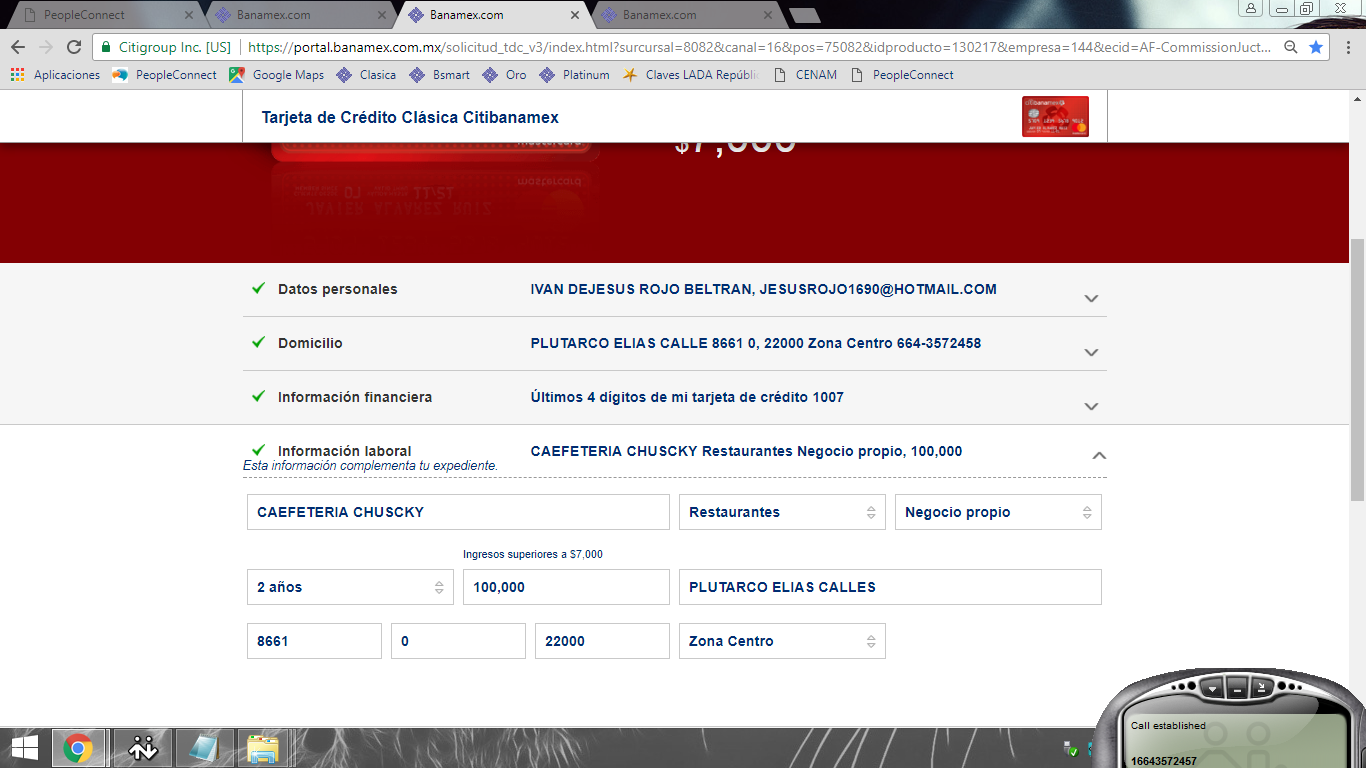 PeopleConnect Banamex.com Banamex.com Banamex.com
Citigroup Inc. [US] https://portal.banamex.com.mx/solicitud_tdc_v3/index.html?surcursal=8082&canal=16&pos=75082&idproducto=130217&empresa=144&ecid=AF-CommissionJuct...
Aplicaciones PeopleConnect Google Maps Clasica Bsmart Oro Platinum Claves LADA Repúbli CENAM PeopleConnect
Tarjeta de Crédito Clásica Citibanamex
Datos personales IVAN DEJESUS ROJO BELTRAN, JESUSROJO1690@HOTMAIL.COM
Domicilio PLUTARCO ELIAS CALLE 8661 0, 22000 Zona Centro 664-3572458
Información financiera Últimos 4 dígitos de mi tarjeta de crédito 1007
Información laboral CAEFETERIA CHUSCKY Restaurantes Negocio propio, 100,000
Esta información complementa tu expediente.
CAEFETERIA CHUSCKY Restaurantes Negocio propio
Ingresos superiores a $7,000
2 años 100,000 PLUTARCO ELIAS CALLES
8661 0 22000 Zona Centro
Call established
16643572457